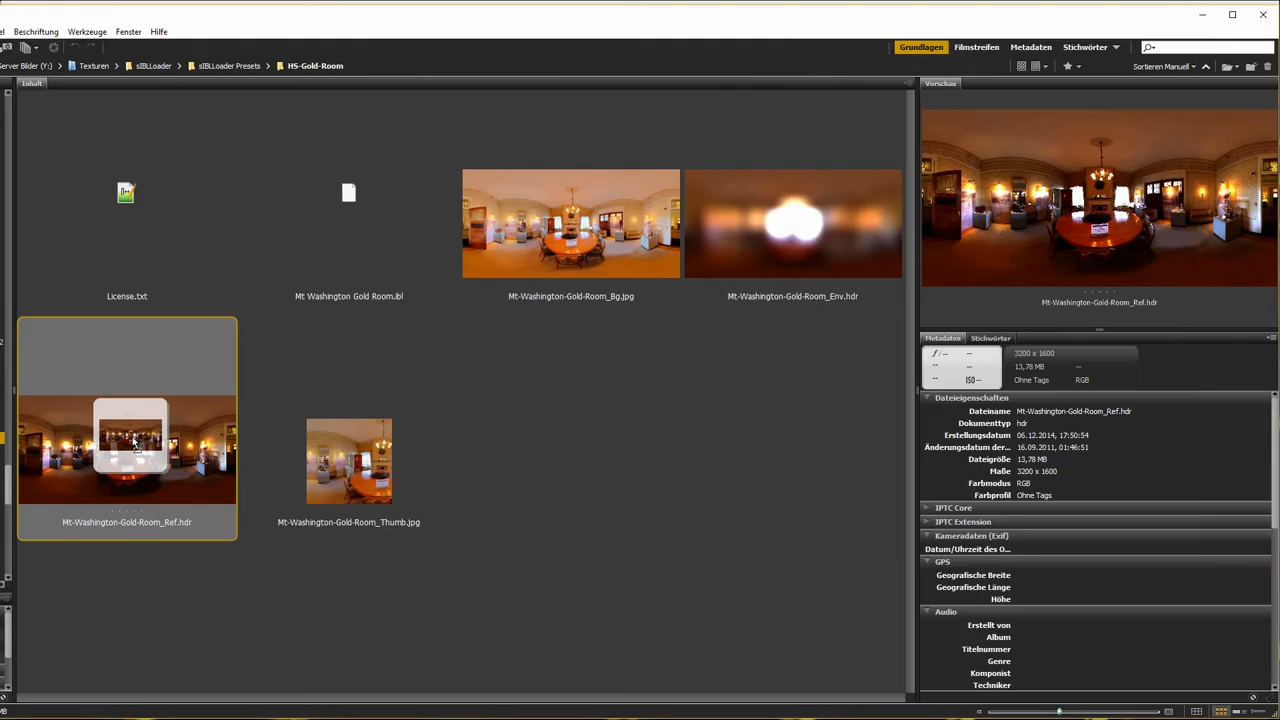 Beschriftung Werkzeuge Fenster Hilfe
Grundlagen Filmstreifen Metadaten Stichwörter
Server Bilder (Y:) Texturen sIBLLoader sIBLLoader Presets HS-Gold-Room
Sortieren Manuell
Inhalt
Vorschau
License.txt
Mt Washington Gold Room.ibl
Mt-Washington-Gold-Room_Bg.jpg
Mt-Washington-Gold-Room_Env.hdr
Mt-Washington-Gold-Room_Ref.hdr
Mt-Washington-Gold-Room_Thumb.jpg
Mt-Washington-Gold-Room_Ref.hdr
Metadaten Stichwörter
f/-- -- 3200 x 1600
-- -- 13,78 MB --
-- ISO-- Ohne Tags RGB
Dateieigenschaften
Dateiname Mt-Washington-Gold-Room_Ref.hdr
Dokumenttyp hdr
Erstellungsdatum 06.12.2014, 17:50:54
Änderungsdatum der... 16.09.2011, 01:46:51
Dateigröße 13,78 MB
Maße 3200 x 1600
Farbmodus RGB
Farbprofil Ohne Tags
IPTC Core
IPTC Extension
Kameradaten (Exif)
Datum/Uhrzeit des O...
GPS
Geografische Breite
Geografische Länge
Höhe
Audio
Erstellt von
Album
Titelnummer
Genre
Komponist
Techniker